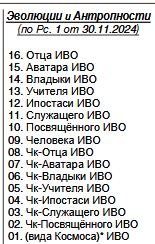 Эволюции и Антропности
(по Рс. 1 от 30.11.2024)
16. Отца ИВО
15. Аватара ИВО
14. Владыки ИВО
13. Учителя ИВО
12. Ипостаси ИВО
11. Служащего ИВО
10. Посвящённого ИВО
09. Человека ИВО
08. Чк-Отца ИВО
07. Чк-Аватара ИВО
06. Чк-Владыки ИВО
05. Чк-Учителя ИВО
04. Чк-Ипостаси ИВО
03. Чк-Служащего ИВО
02. Чк-Посвящённого ИВО
01. (вида Космоса)* ИВО